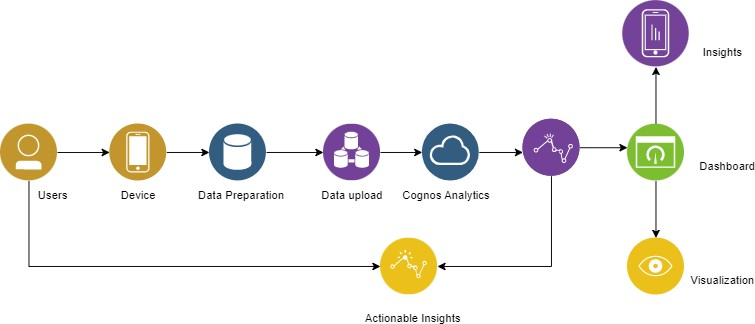 Insights
Users
Device
Data Preparation
Data upload
Cognos Analytics
Dashboard
Visualization
Actionable Insights